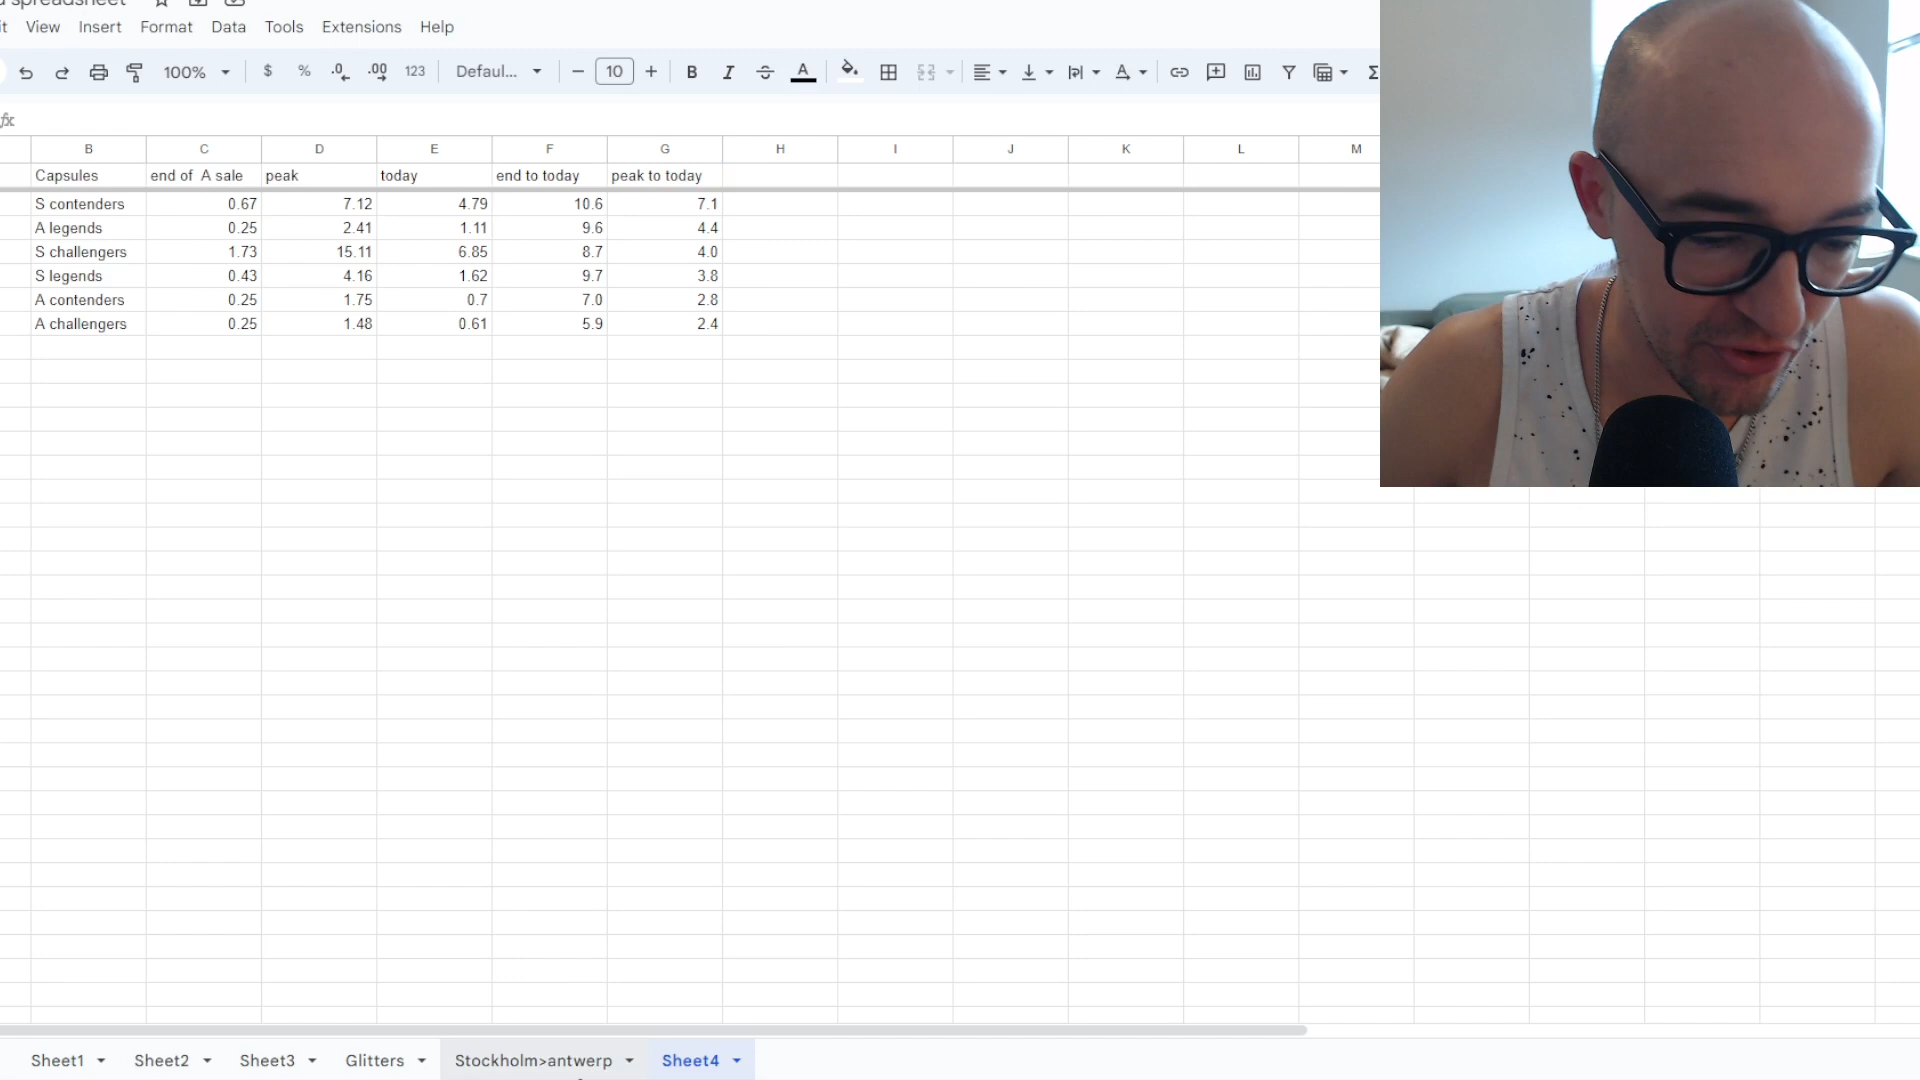 spreadsheet
View Insert Format Data Tools Extensions Help
100% $ % .0 .00 123 Defaul... − 10 + B I S A Σ
fx
B C D E F G H I J K L M
Capsules end of A sale peak today end to today peak to today
S contenders 0.67 7.12 4.79 10.6 7.1
A legends 0.25 2.41 1.11 9.6 4.4
S challengers 1.73 15.11 6.85 8.7 4.0
S legends 0.43 4.16 1.62 9.7 3.8
A contenders 0.25 1.75 0.7 7.0 2.8
A challengers 0.25 1.48 0.61 5.9 2.4
Sheet1 Sheet2 Sheet3 Glitters Stockholm>antwerp Sheet4